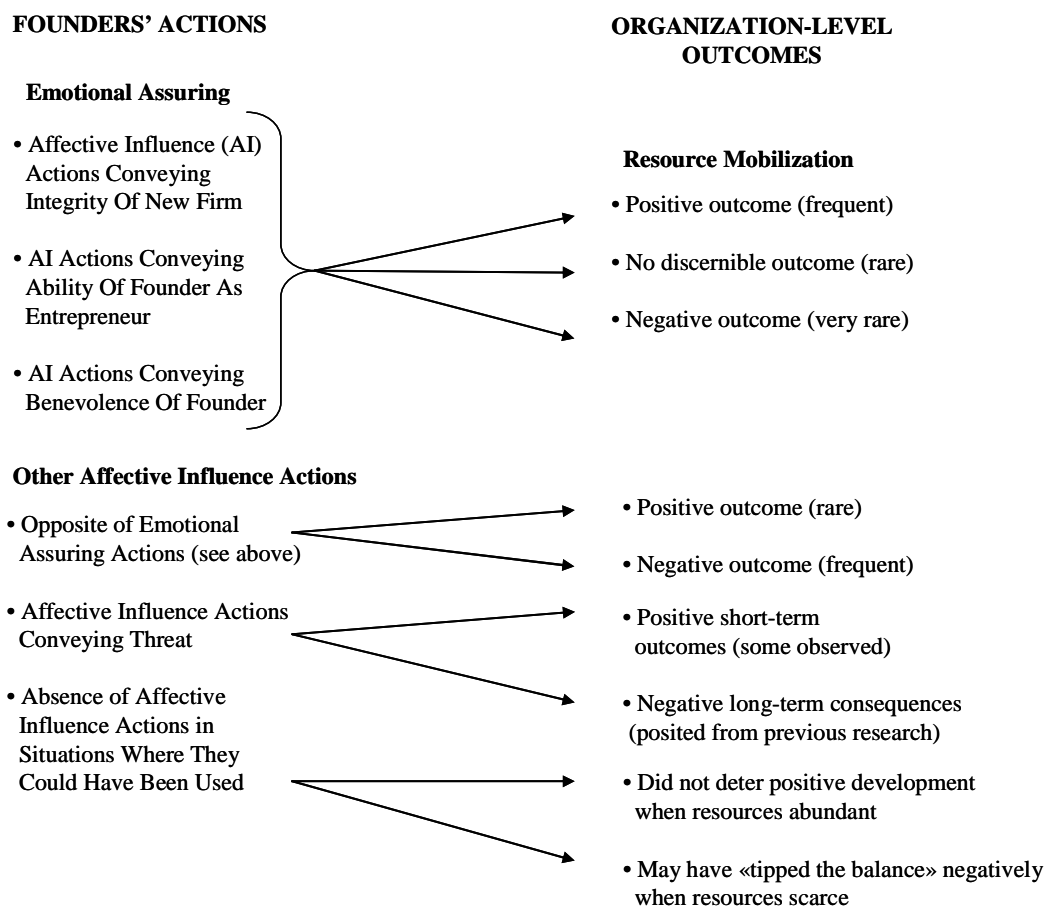 FOUNDERS’ ACTIONS
Emotional Assuring
• Affective Influence (AI)
Actions Conveying
Integrity Of New Firm
• AI Actions Conveying
Ability Of Founder As
Entrepreneur
• AI Actions Conveying
Benevolence Of Founder
Other Affective Influence Actions
• Opposite of Emotional
Assuring Actions (see above)
• Affective Influence Actions
Conveying Threat
• Absence of Affective
Influence Actions in
Situations Where They
Could Have Been Used
ORGANIZATION-LEVEL
OUTCOMES
Resource Mobilization
• Positive outcome (frequent)
• No discernible outcome (rare)
• Negative outcome (very rare)
• Positive outcome (rare)
• Negative outcome (frequent)
• Positive short-term
outcomes (some observed)
• Negative long-term consequences
(posited from previous research)
• Did not deter positive development
when resources abundant
• May have «tipped the balance» negatively
when resources scarce